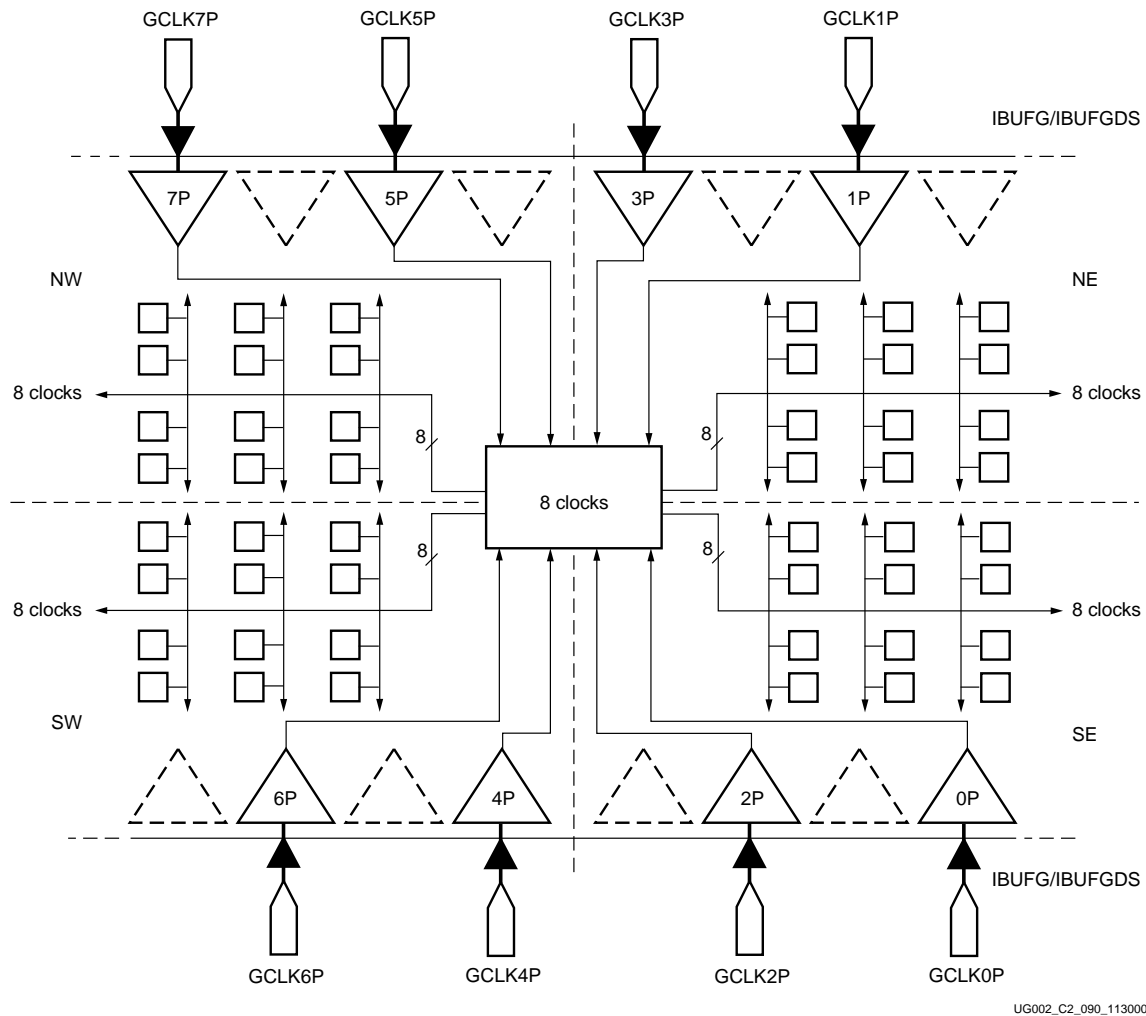 GCLK7P
GCLK5P
GCLK3P
GCLK1P
IBUFG/IBUFGDS
7P
5P
3P
1P
NW
NE
8 clocks
8
8
8 clocks
8 clocks
8 clocks
8
8
8 clocks
SW
SE
6P
4P
2P
0P
IBUFG/IBUFGDS
GCLK6P
GCLK4P
GCLK2P
GCLK0P
UG002_C2_090_113000